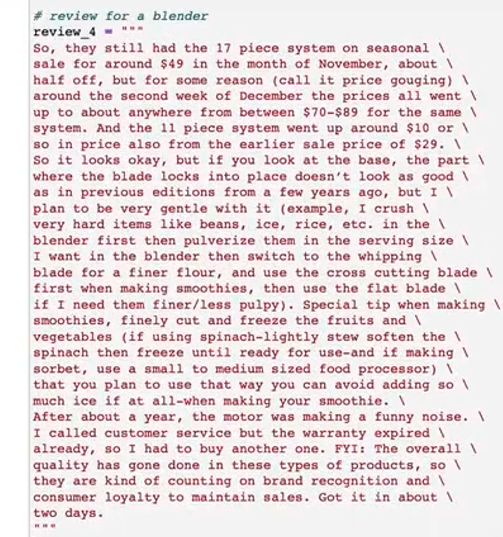 # review for a blender
review_4 = """
So, they still had the 17 piece system on seasonal \
sale for around $49 in the month of November, about \
half off, but for some reason (call it price gouging) \
around the second week of December the prices all went \
up to about anywhere from between $70-$89 for the same \
system. And the 11 piece system went up around $10 or \
so in price also from the earlier sale price of $29. \
So it looks okay, but if you look at the base, the part \
where the blade locks into place doesn’t look as good \
as in previous editions from a few years ago, but I \
plan to be very gentle with it (example, I crush \
very hard items like beans, ice, rice, etc. in the \
blender first then pulverize them in the serving size \
I want in the blender then switch to the whipping \
blade for a finer flour, and use the cross cutting blade \
first when making smoothies, then use the flat blade \
if I need them finer/less pulpy). Special tip when making \
smoothies, finely cut and freeze the fruits and \
vegetables (if using spinach-lightly stew soften the \
spinach then freeze until ready for use-and if making \
sorbet, use a small to medium sized food processor) \
that you plan to use that way you can avoid adding so \
much ice if at all-when making your smoothie. \
After about a year, the motor was making a funny noise. \
I called customer service but the warranty expired \
already, so I had to buy another one. FYI: The overall \
quality has gone done in these types of products, so \
they are kind of counting on brand recognition and \
consumer loyalty to maintain sales. Got it in about \
two days.
"""